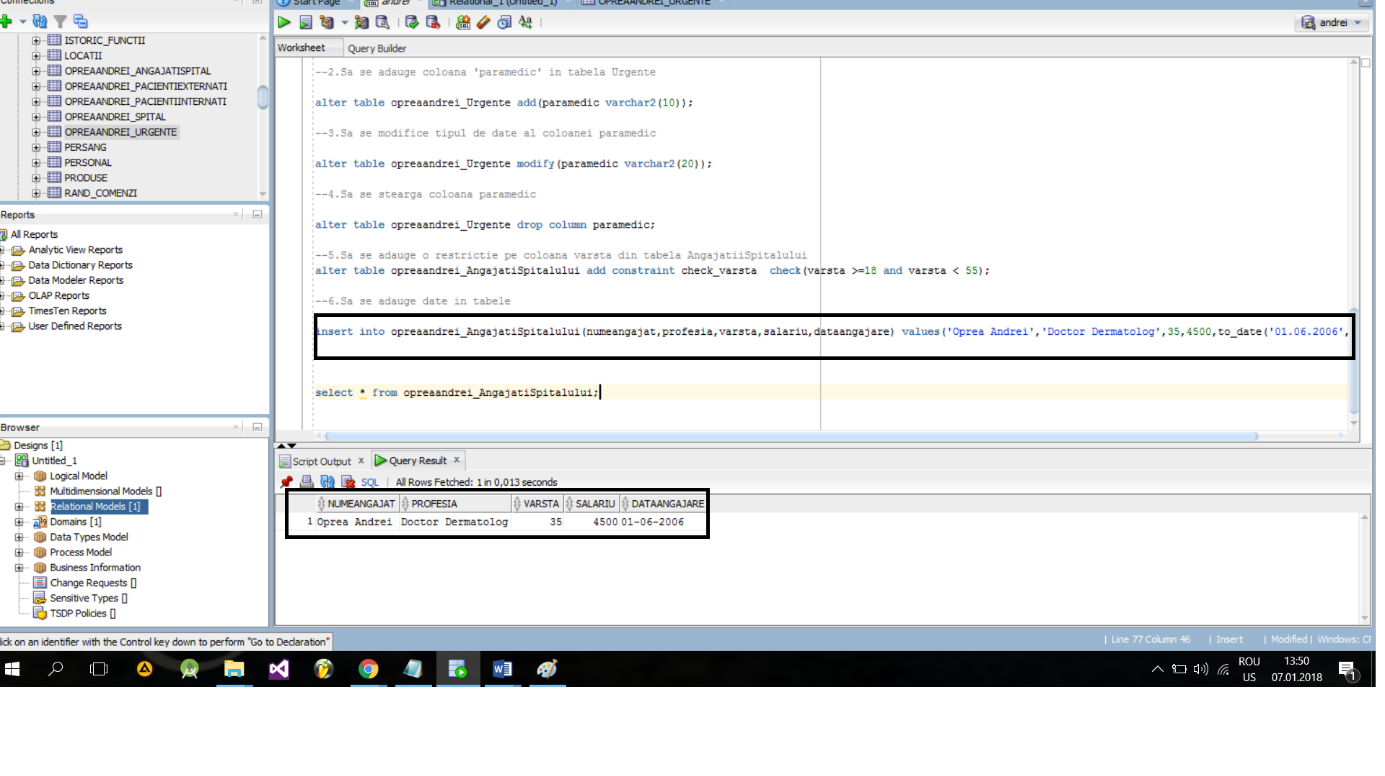 Connections
Start Page
andrei
Relational_1 (Untitled_1)
OPREAANDREI_URGENTE
andrei
ISTORIC_FUNCTII
LOCATII
OPREAANDREI_ANGAJATISPITAL
OPREAANDREI_PACIENTIEXTERNATI
OPREAANDREI_PACIENTIINTERNATI
OPREAANDREI_SPITAL
OPREAANDREI_URGENTE
PERSANG
PERSONAL
PRODUSE
RAND_COMENZI
Reports
All Reports
Analytic View Reports
Data Dictionary Reports
Data Modeler Reports
OLAP Reports
TimesTen Reports
User Defined Reports
Browser
Designs [1]
Untitled_1
Logical Model
Multidimensional Models []
Relational Models [1]
Domains [1]
Data Types Model
Process Model
Business Information
Change Requests []
Sensitive Types []
TSDP Policies []
Worksheet
Query Builder
--2.Sa se adauge coloana 'paramedic' in tabela Urgente
alter table opreaandrei_Urgente add(paramedic varchar2(10));
--3.Sa se modifice tipul de date al coloanei paramedic
alter table opreaandrei_Urgente modify(paramedic varchar2(20));
--4.Sa se stearga coloana paramedic
alter table opreaandrei_Urgente drop column paramedic;
--5.Sa se adauge o restrictie pe coloana varsta din tabela AngajatiiSpitalului
alter table opreaandrei_AngajatiSpitalului add constraint check_varsta  check(varsta >=18 and varsta < 55);
--6.Sa se adauge date in tabele
insert into opreaandrei_AngajatiSpitalului(numeangajat,profesia,varsta,salariu,dataangajare) values('Oprea Andrei','Doctor Dermatolog',35,4500,to_date('01.06.2006',
select * from opreaandrei_AngajatiSpitalului;
Script Output x
Query Result x
SQL | All Rows Fetched: 1 in 0,013 seconds
NUMEANGAJAT PROFESIA VARSTA SALARIU DATAANGAJARE
1 Oprea Andrei Doctor Dermatolog 35 4500 01-06-2006
lick on an identifier with the Control key down to perform "Go to Declaration"
| Line 77 Column 46 | Insert | Modified | Windows: CF
ROU
US
13:50
07.01.2018
1